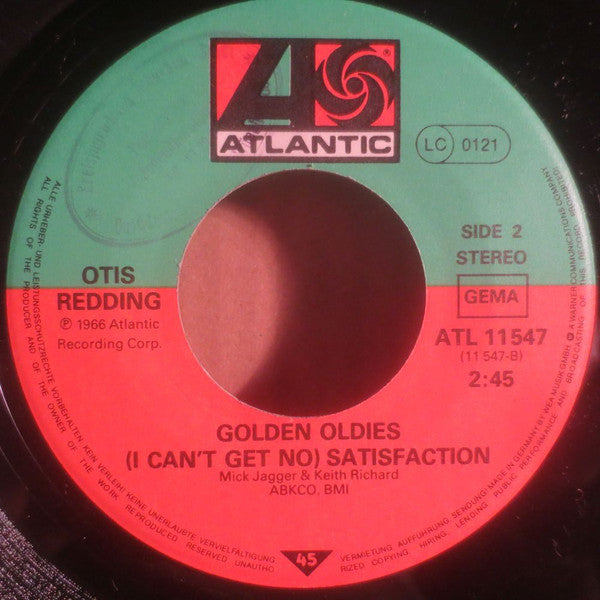 ATLANTIC
LC 0121
SIDE 2
STEREO
GEMA
OTIS
REDDING
℗ 1966 Atlantic
Recording Corp.
ATL 11547
(11 547-B)
2:45
GOLDEN OLDIES
(I CAN'T GET NO) SATISFACTION
Mick Jagger & Keith Richard
ABKCO, BMI
45
ALLE URHEBER- UND LEISTUNGSSCHUTZRECHTE VORBEHALTEN KEIN VERLEIH! KEINE UNERLAUBTE VERVIELFÄLTIGUNG, VERMIETUNG, AUFFÜHRUNG, SENDUNG! MADE IN GERMANY BY WEA MUSIK GMBH A WARNER COMMUNICATIONS COMPANY
ALL RIGHTS OF THE PRODUCER AND OF THE OWNER OF THE WORK REPRODUCED RESERVED UNAUTHORIZED COPYING, HIRING, LENDING, PUBLIC PERFORMANCE AND BROADCASTING OF THIS RECORD PROHIBITED